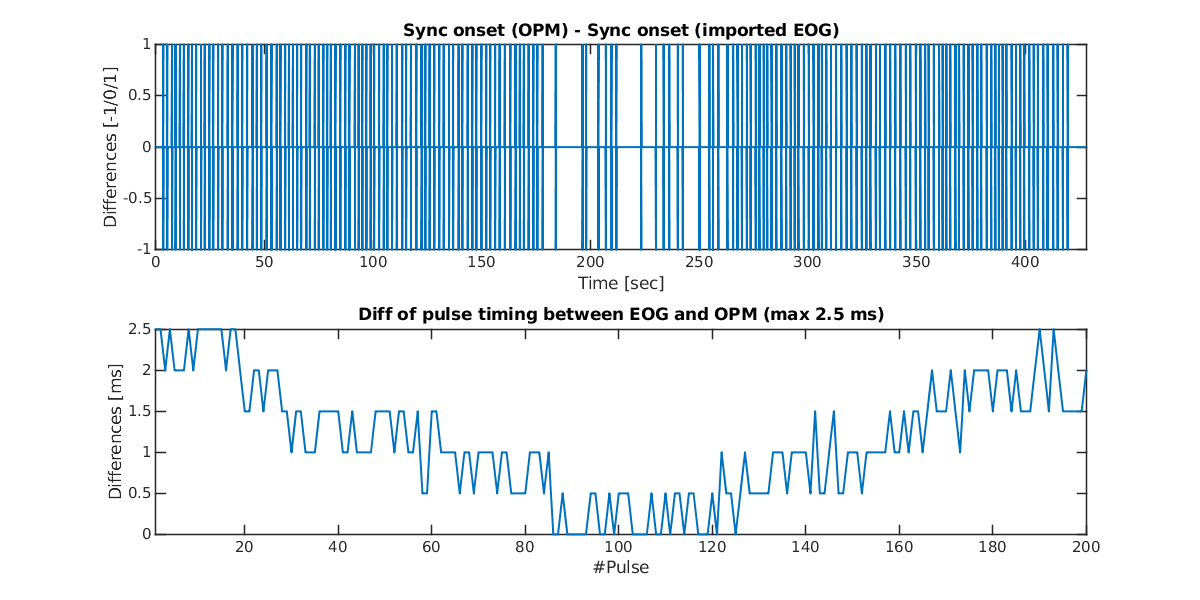 Sync onset (OPM) - Sync onset (imported EOG)
1
0.5
0
-0.5
-1
Differences [-1/0/1]
0 50 100 150 200 250 300 350 400
Time [sec]
Diff of pulse timing between EOG and OPM (max 2.5 ms)
2.5
2
1.5
1
0.5
0
Differences [ms]
20 40 60 80 100 120 140 160 180 200
#Pulse